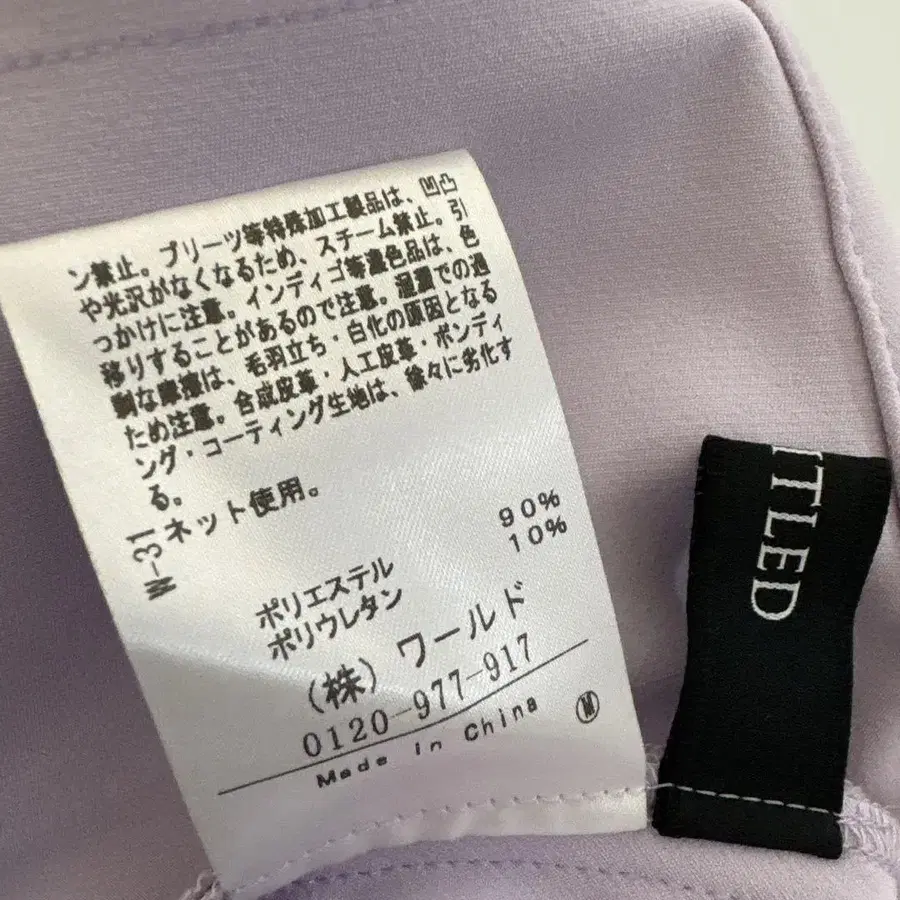 ン禁止。プリーツ等特殊加工製品は、凹凸
や光沢がなくなるため、スチーム禁止。引
っかけに注意。インディゴ等濃色品は、色
移りすることがあるので注意。湿潤での過
剰な摩擦は、毛羽立ち・白化の原因となる
ため注意。合成皮革・人工皮革・ボンディ
ング・コーティング生地は、徐々に劣化す
る。
W-31 ネット使用。
ポリエステル 90%
ポリウレタン 10%
(株) ワールド
0120-977-917
Made in China Ⓜ
ITLED